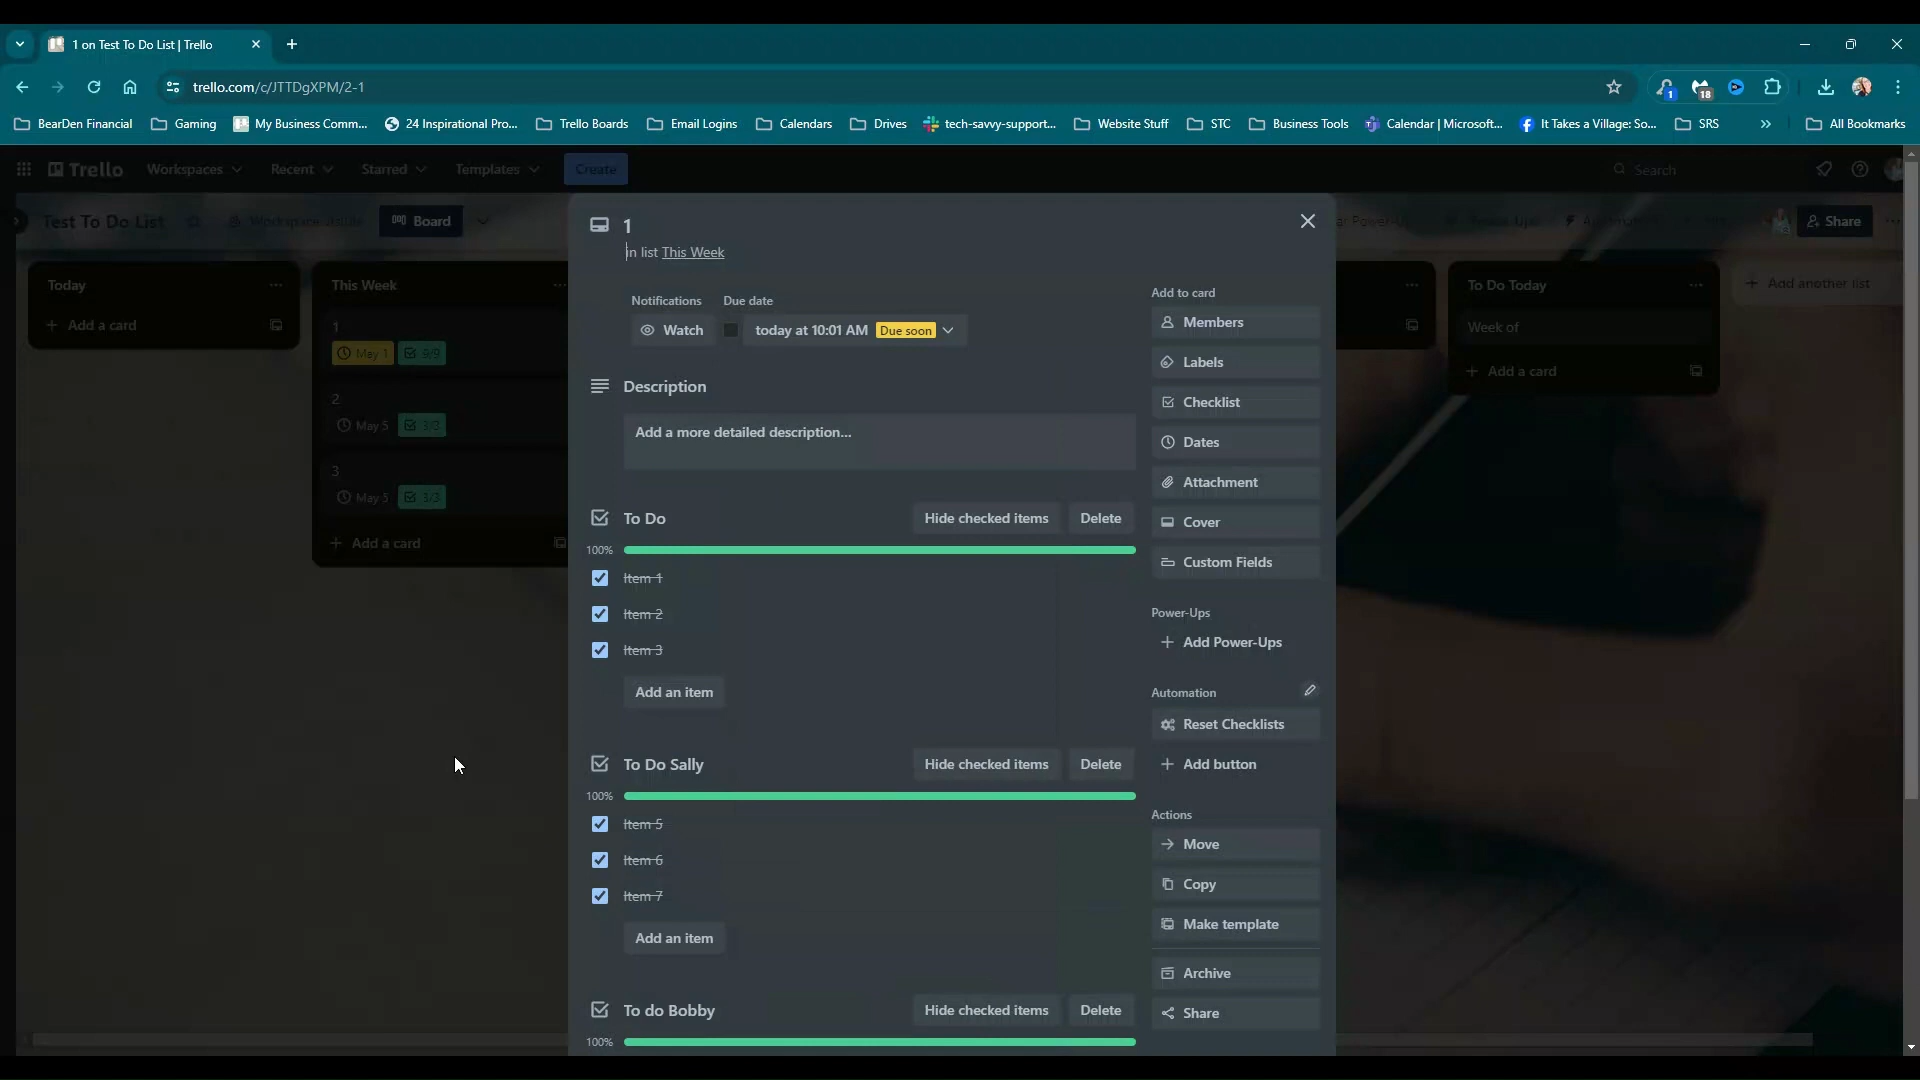 1 on Test To Do List | Trello
trello.com/c/JTTDgXPM/2-1
1
18
BearDen Financial
Gaming
My Business Comm...
24 Inspirational Pro...
Trello Boards
Email Logins
Calendars
Drives
tech-savvy-support...
Website Stuff
STC
Business Tools
Calendar | Microsoft...
It Takes a Village: So...
SRS
All Bookmarks
Trello
Workspaces
Recent
Starred
Templates
Create
Search
Test To Do List
Workspace visible
Board
Share
Today
Add a card
This Week
1
May 1
9/9
2
May 5
3/3
3
May 5
3/3
Add a card
1
in list This Week
Notifications
Due date
Watch
today at 10:01 AM
Due soon
Description
Add a more detailed description...
To Do
Hide checked items
Delete
100%
Item 1
Item 2
Item 3
Add an item
To Do Sally
Hide checked items
Delete
100%
Item 5
Item 6
Item 7
Add an item
To do Bobby
Hide checked items
Delete
100%
Add to card
Members
Labels
Checklist
Dates
Attachment
Cover
Custom Fields
Power-Ups
Add Power-Ups
Automation
Reset Checklists
Add button
Actions
Move
Copy
Make template
Archive
Share
To Do Today
Week of
Add a card
Add another list